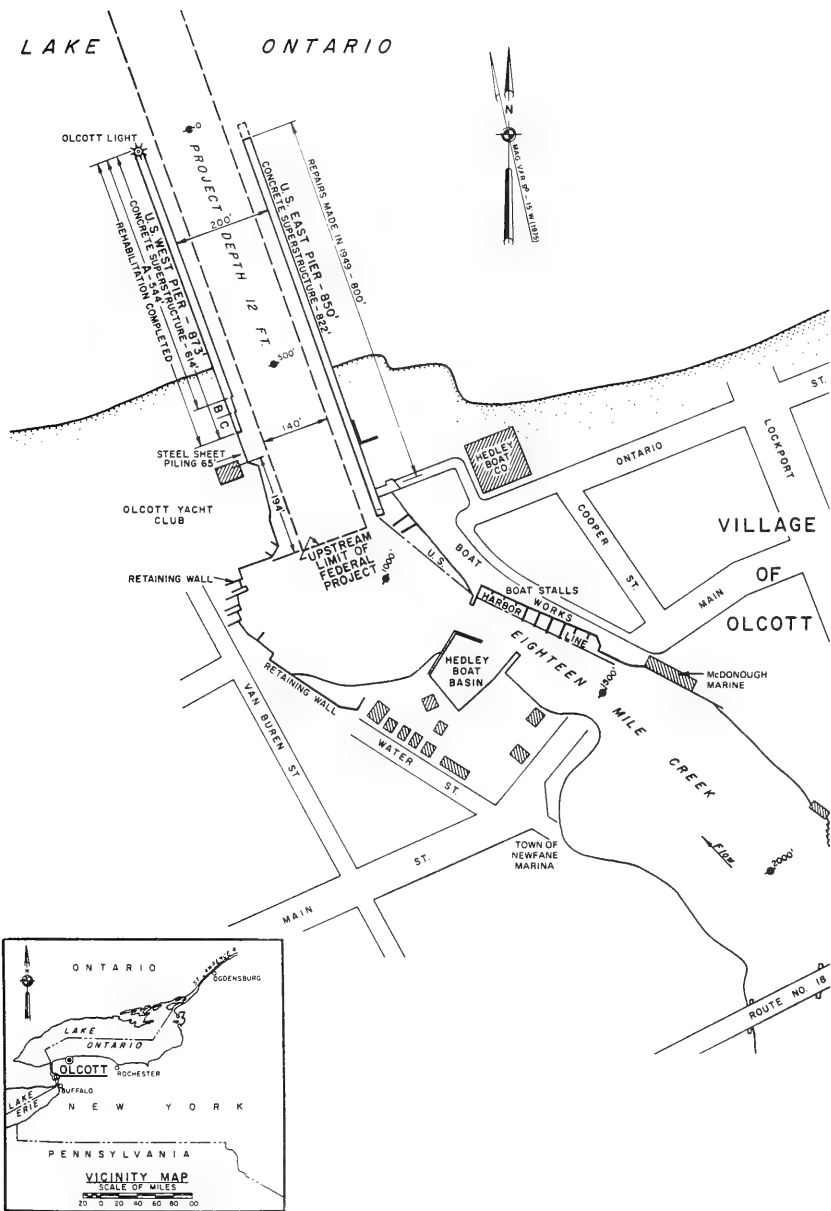 LAKE ONTARIO
N
MAG. VAR 9° - 15' W (1975)
OLCOTT LIGHT
0
PROJECT DEPTH 12 FT.
200'
REPAIRS MADE IN 1949 - 800'
U.S. EAST PIER - 850'
CONCRETE SUPERSTRUCTURE - 822'
U.S. WEST PIER - 873'
CONCRETE SUPERSTRUCTURE - 614'
A - 544'
REHABILITATION COMPLETED
B
C
500'
140'
STEEL SHEET
PILING 65'
194'
OLCOTT YACHT
CLUB
HEDLEY
BOAT
CO.
ONTARIO ST.
LOCKPORT
COOPER ST.
VILLAGE
OF
OLCOTT
MAIN
UPSTREAM
LIMIT OF
FEDERAL
PROJECT
1000'
U.S.
BOAT
RETAINING WALL
BOAT STALLS
HARBOR WORKS LINE
HEDLEY
BOAT
BASIN
EIGHTEEN MILE CREEK
1500'
McDONOUGH
MARINE
RETAINING WALL
VAN BUREN ST
WATER ST.
TOWN OF
NEWFANE
MARINA
MAIN ST.
Flow
2000'
ROUTE NO. 18
N
ONTARIO
ST. LAWRENCE R
OGDENSBURG
LAKE
ONTARIO
OLCOTT
ROCHESTER
BUFFALO
LAKE
ERIE
NEW YORK
PENNSYLVANIA
VICINITY MAP
SCALE OF MILES
20 0 20 40 60 80 00